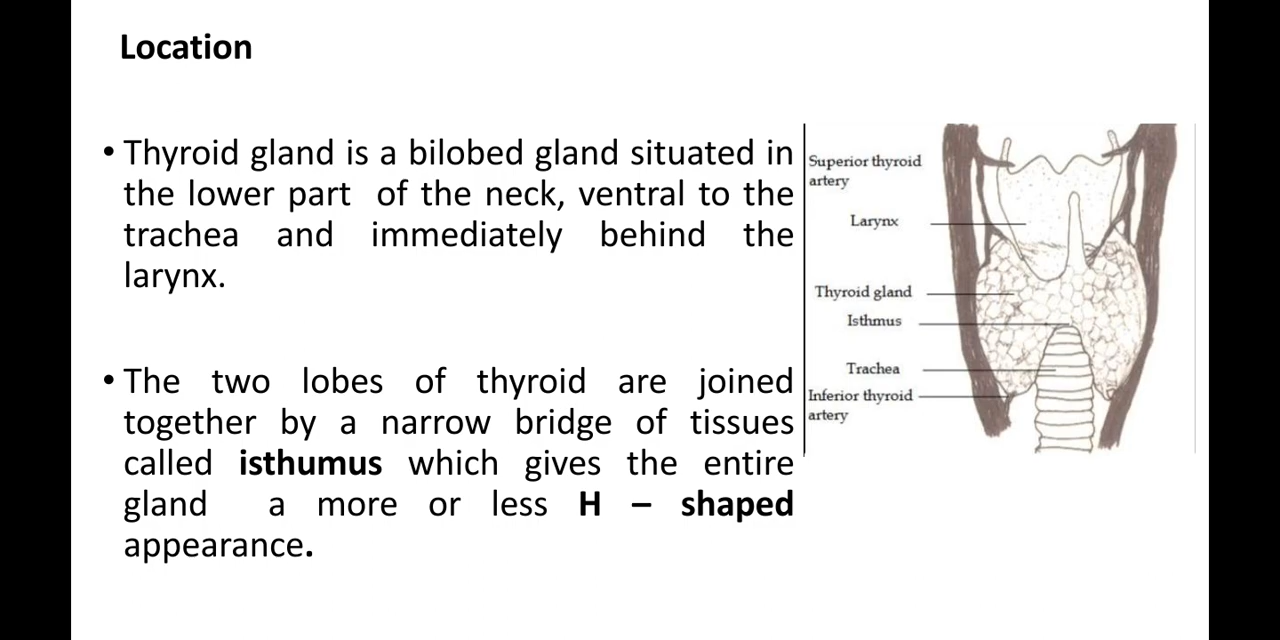 Location
• Thyroid gland is a bilobed gland situated in
the lower part of the neck, ventral to the
trachea and immediately behind the
larynx.
• The two lobes of thyroid are joined
together by a narrow bridge of tissues
called isthumus which gives the entire
gland a more or less H – shaped
appearance.
Superior thyroid
artery
Larynx
Thyroid gland
Isthmus
Trachea
Inferior thyroid
artery